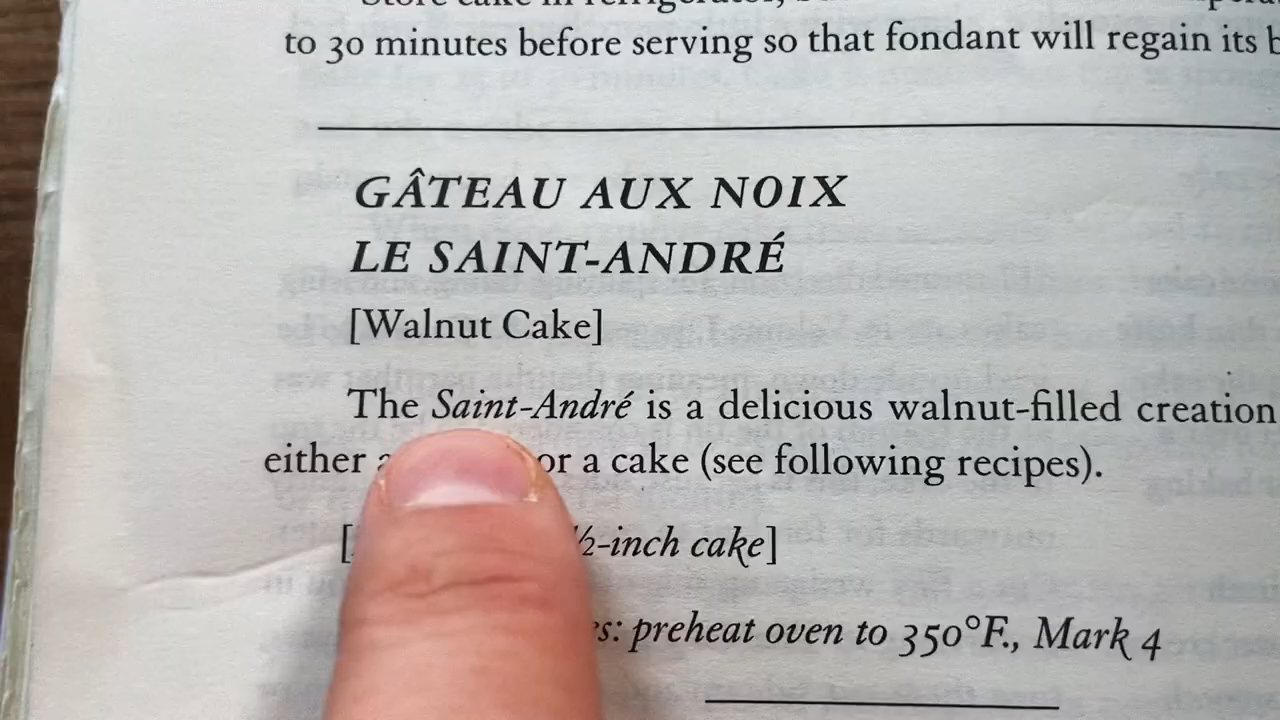 to 30 minutes before serving so that fondant will regain its
GÂTEAU AUX NOIX
LE SAINT-ANDRÉ
[Walnut Cake]
The Saint-André is a delicious walnut-filled creation
either or a cake (see following recipes).
½-inch cake]
preheat oven to 350°F., Mark 4